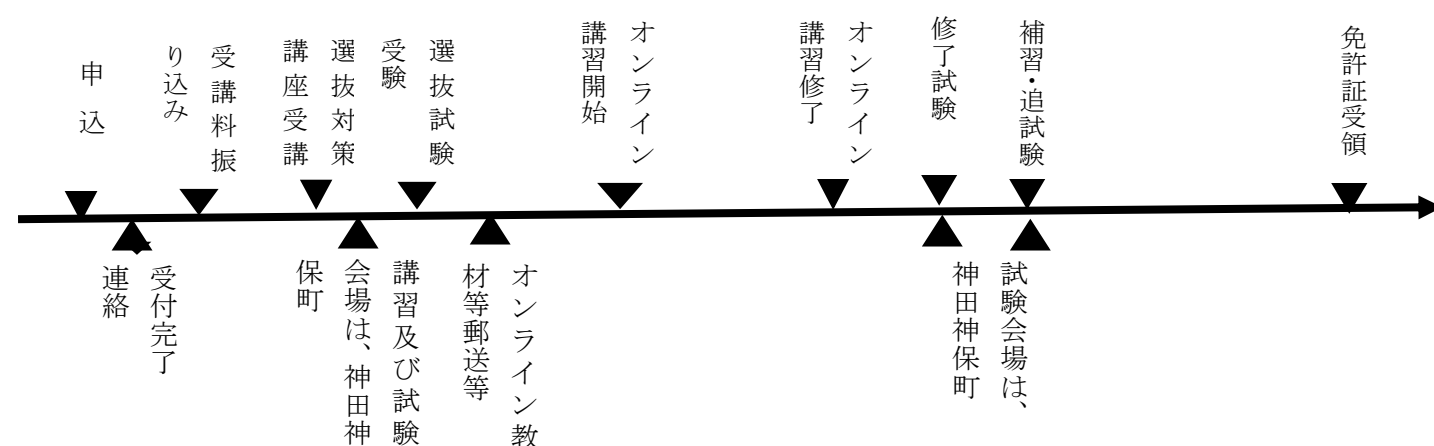 申込
受講料振
り込み
選抜対策
講座受講
選抜試験
受験
オンライン
講習開始
オンライン
講習修了
修了試験
補習・追試験
免許証受領
受付完了
連絡
講習及び試験
会場は、神田神
保町
オンライン教
材等郵送等
試験会場は、
神田神保町